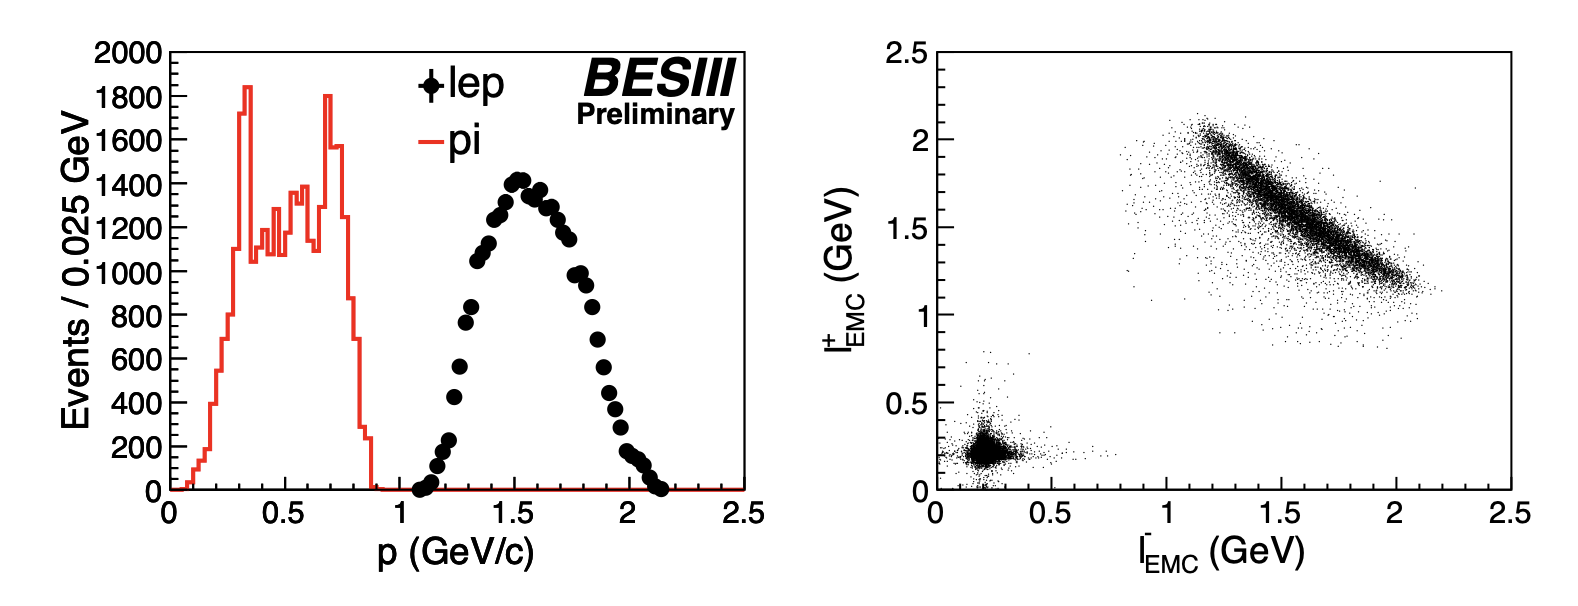 2000
1800
1600
1400
1200
1000
800
600
400
200
0
Events / 0.025 GeV
lep
pi
BESIII
Preliminary
0 0.5 1 1.5 2 2.5
p (GeV/c)
2.5
2
1.5
1
0.5
0
l⁺EMC (GeV)
0 0.5 1 1.5 2 2.5
l⁻EMC (GeV)